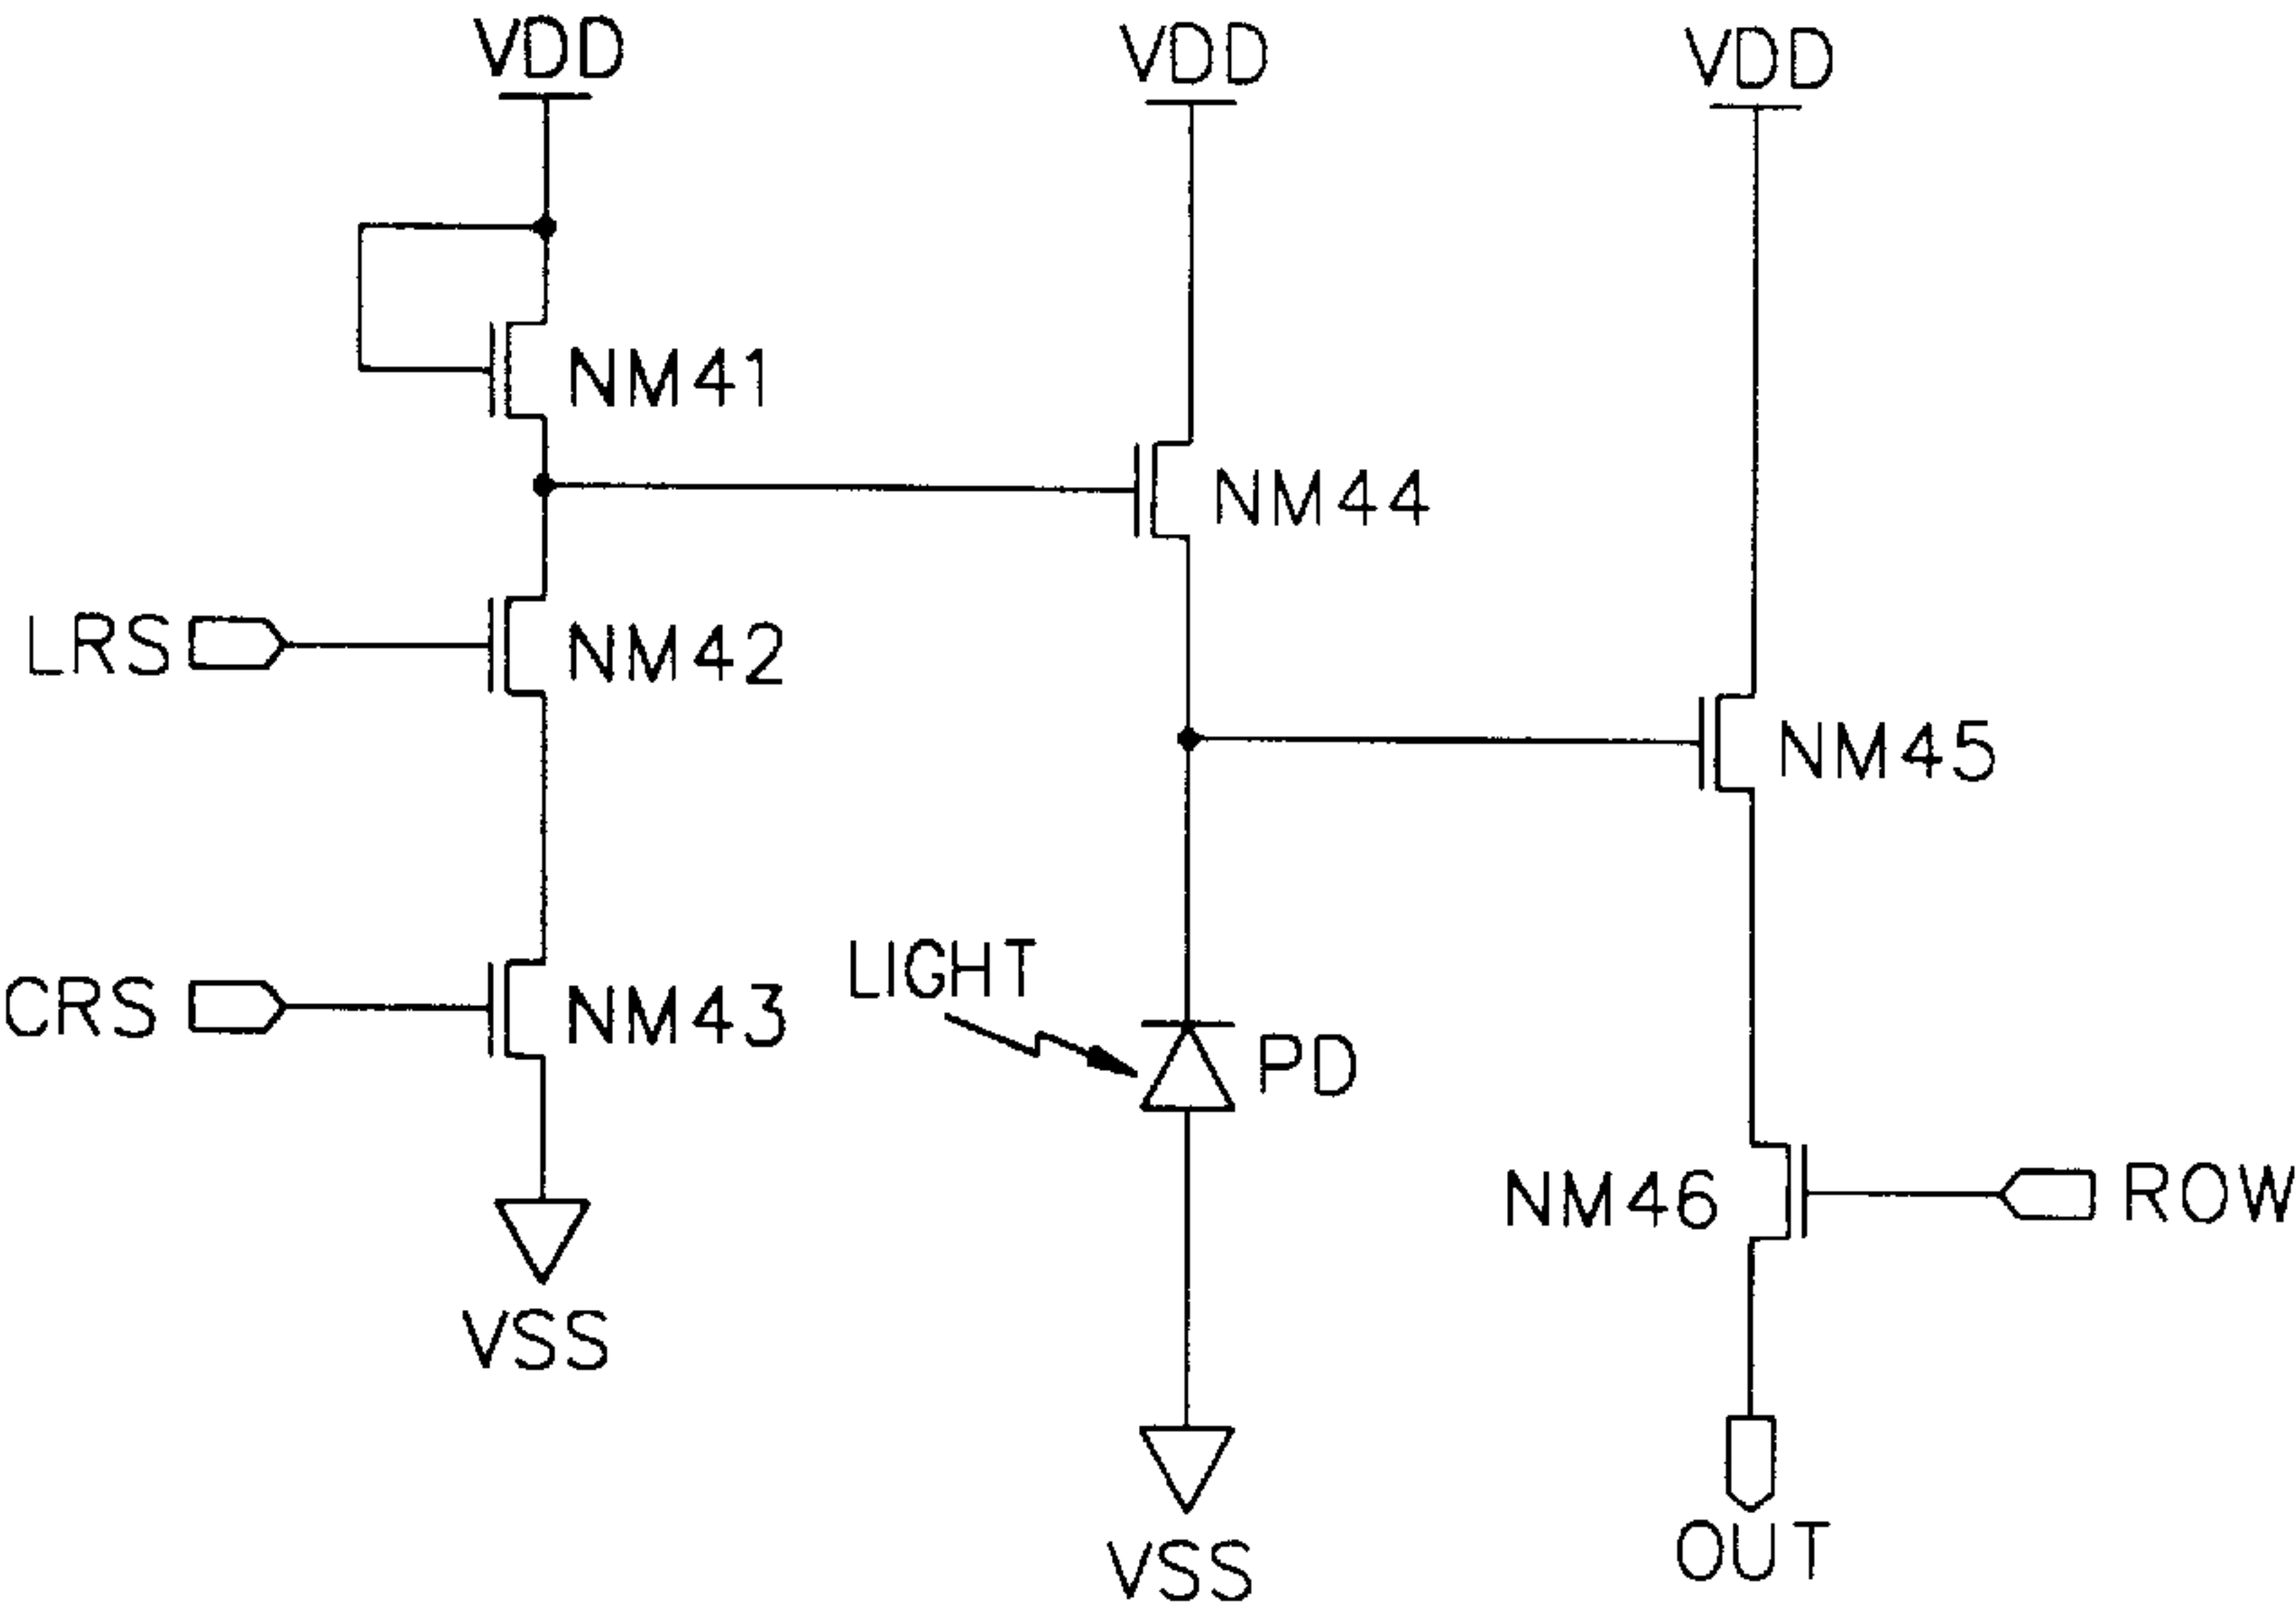 VDD
VDD
VDD
NM41
NM44
LRS
NM42
NM45
LIGHT
CRS
NM43
PD
NM46
ROW
VSS
OUT
VSS